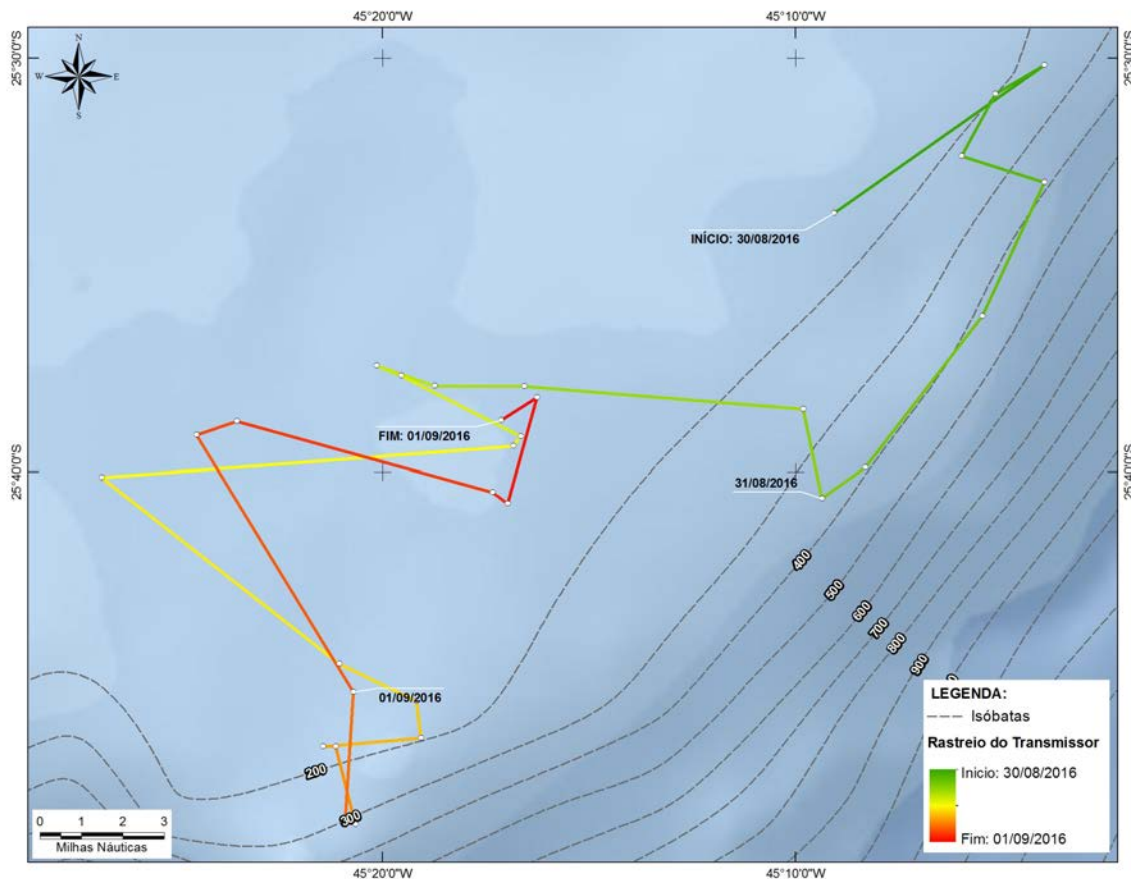 45°20'0"W 45°10'0"W
25°30'0"S 25°30'0"S
N
W E
S
INÍCIO: 30/08/2016
FIM: 01/09/2016
25°40'0"S 25°40'0"S
31/08/2016
400
500
600
700
800
900
01/09/2016
200
300
LEGENDA:
Isóbatas
Rastreio do Transmissor
Inicio: 30/08/2016
Fim: 01/09/2016
0 1 2 3
Milhas Náuticas
45°20'0"W 45°10'0"W